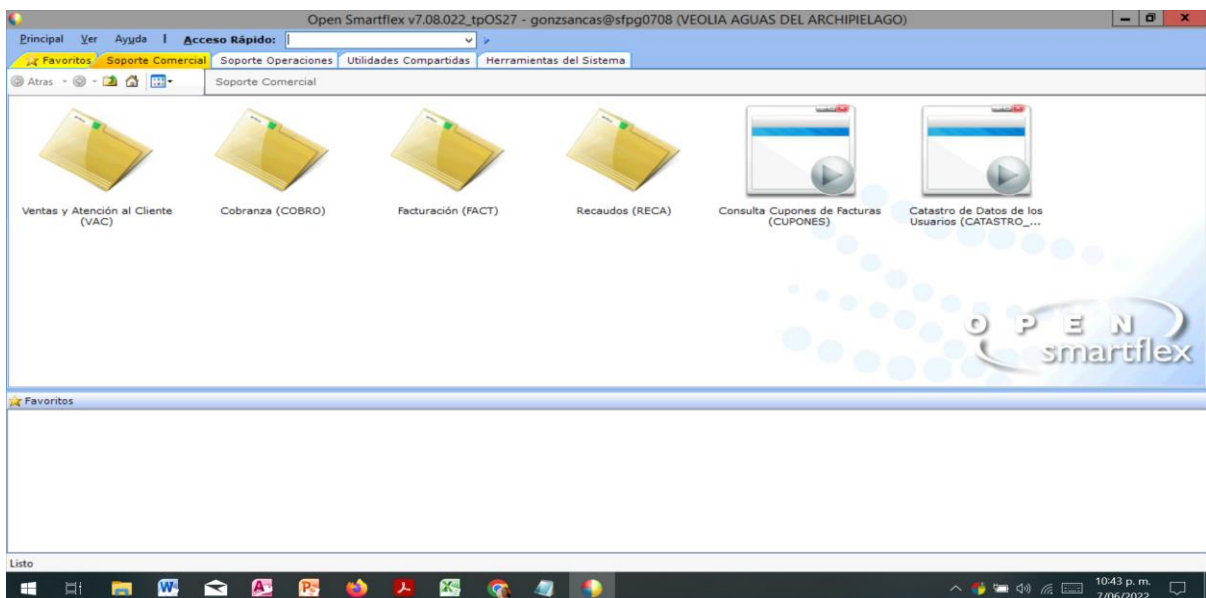 Open Smartflex v7.08.022_tpOS27 - gonzsancas@sfpg0708 (VEOLIA AGUAS DEL ARCHIPIELAGO)
Principal Ver Ayuda | Acceso Rápido:
Favoritos Soporte Comercial Soporte Operaciones Utilidades Compartidas Herramientas del Sistema
Atras Soporte Comercial
Ventas y Atención al Cliente (VAC)
Cobranza (COBRO)
Facturación (FACT)
Recaudos (RECA)
Consulta Cupones de Facturas (CUPONES)
Catastro de Datos de los Usuarios (CATASTRO_...
OPEN
smartflex
Favoritos
Listo
10:43 p. m.
7/06/2022